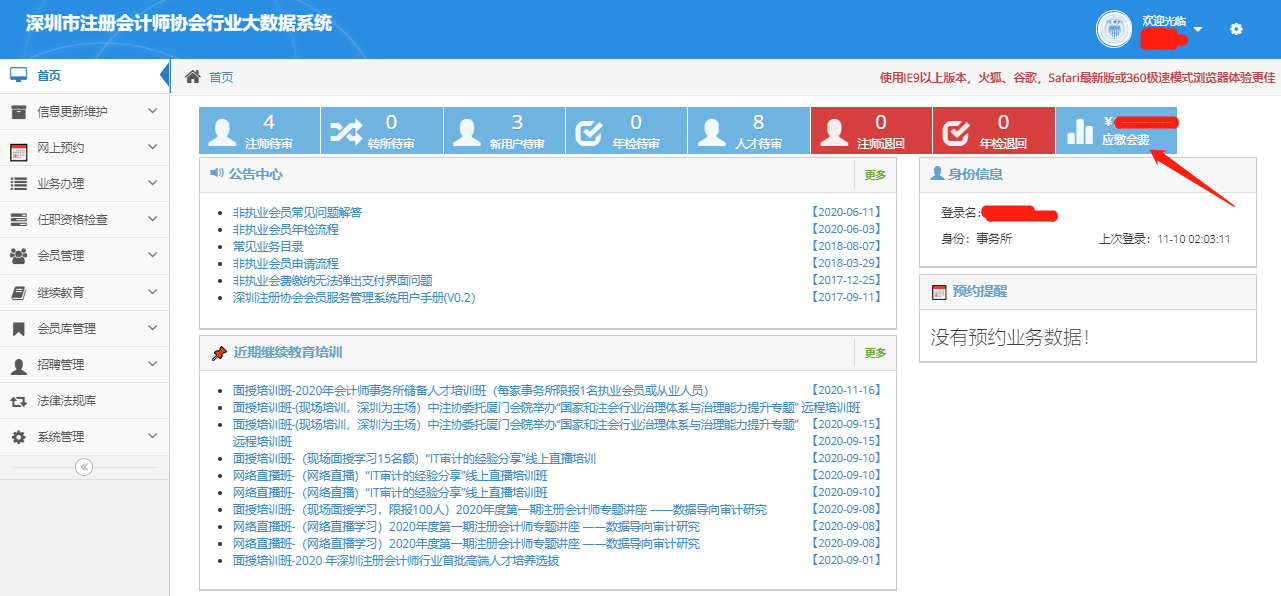 深圳市注册会计师协会行业大数据系统
欢迎光临
首页
首页
使用IE9以上版本，火狐、谷歌，Safari最新版或360极速模式浏览器体验更佳
信息更新维护
网上预约
业务办理
任职资格检查
会员管理
继续教育
会员库管理
招聘管理
法律法规库
系统管理
4
注师待审
0
转所待审
3
新用户待审
0
年检待审
8
人才待审
0
注师退回
0
年检退回
¥
应缴会费
公告中心
更多
非执业会员常见问题解答 【2020-06-11】
非执业会员年检流程 【2020-06-03】
常见业务目录 【2018-08-07】
非执业会员申请流程 【2018-03-29】
非执业会费缴纳无法弹出支付界面问题 【2017-12-25】
深圳注册协会会员服务管理系统用户手册(V0.2) 【2017-09-11】
近期继续教育培训
更多
面授培训班-2020年会计师事务所储备人才培训班（每家事务所限报1名执业会员或从业人员） 【2020-11-16】
面授培训班-(现场培训，深圳为主场）中注协委托厦门会院举办“国家和注会行业治理体系与治理能力提升专题” 远程培训班
面授培训班-(现场培训，深圳为主场）中注协委托厦门会院举办“国家和注会行业治理体系与治理能力提升专题” 【2020-09-15】
远程培训班 【2020-09-15】
面授培训班-（现场面授学习15名额）“IT审计的经验分享”线上直播培训 【2020-09-10】
网络直播班-（网络直播）“IT审计的经验分享”线上直播培训班 【2020-09-10】
网络直播班-（网络直播）“IT审计的经验分享”线上直播培训班 【2020-09-10】
面授培训班-（现场面授学习，限报100人）2020年度第一期注册会计师专题讲座 ——数据导向审计研究 【2020-09-08】
网络直播班-（网络直播学习）2020年度第一期注册会计师专题讲座 ——数据导向审计研究 【2020-09-08】
网络直播班-（网络直播学习）2020年度第一期注册会计师专题讲座 ——数据导向审计研究 【2020-09-08】
面授培训班-2020 年深圳注册会计师行业首批高端人才培养选拔 【2020-09-01】
身份信息
登录名：
身份：事务所 上次登录：11-10 02:03:11
预约提醒
没有预约业务数据！